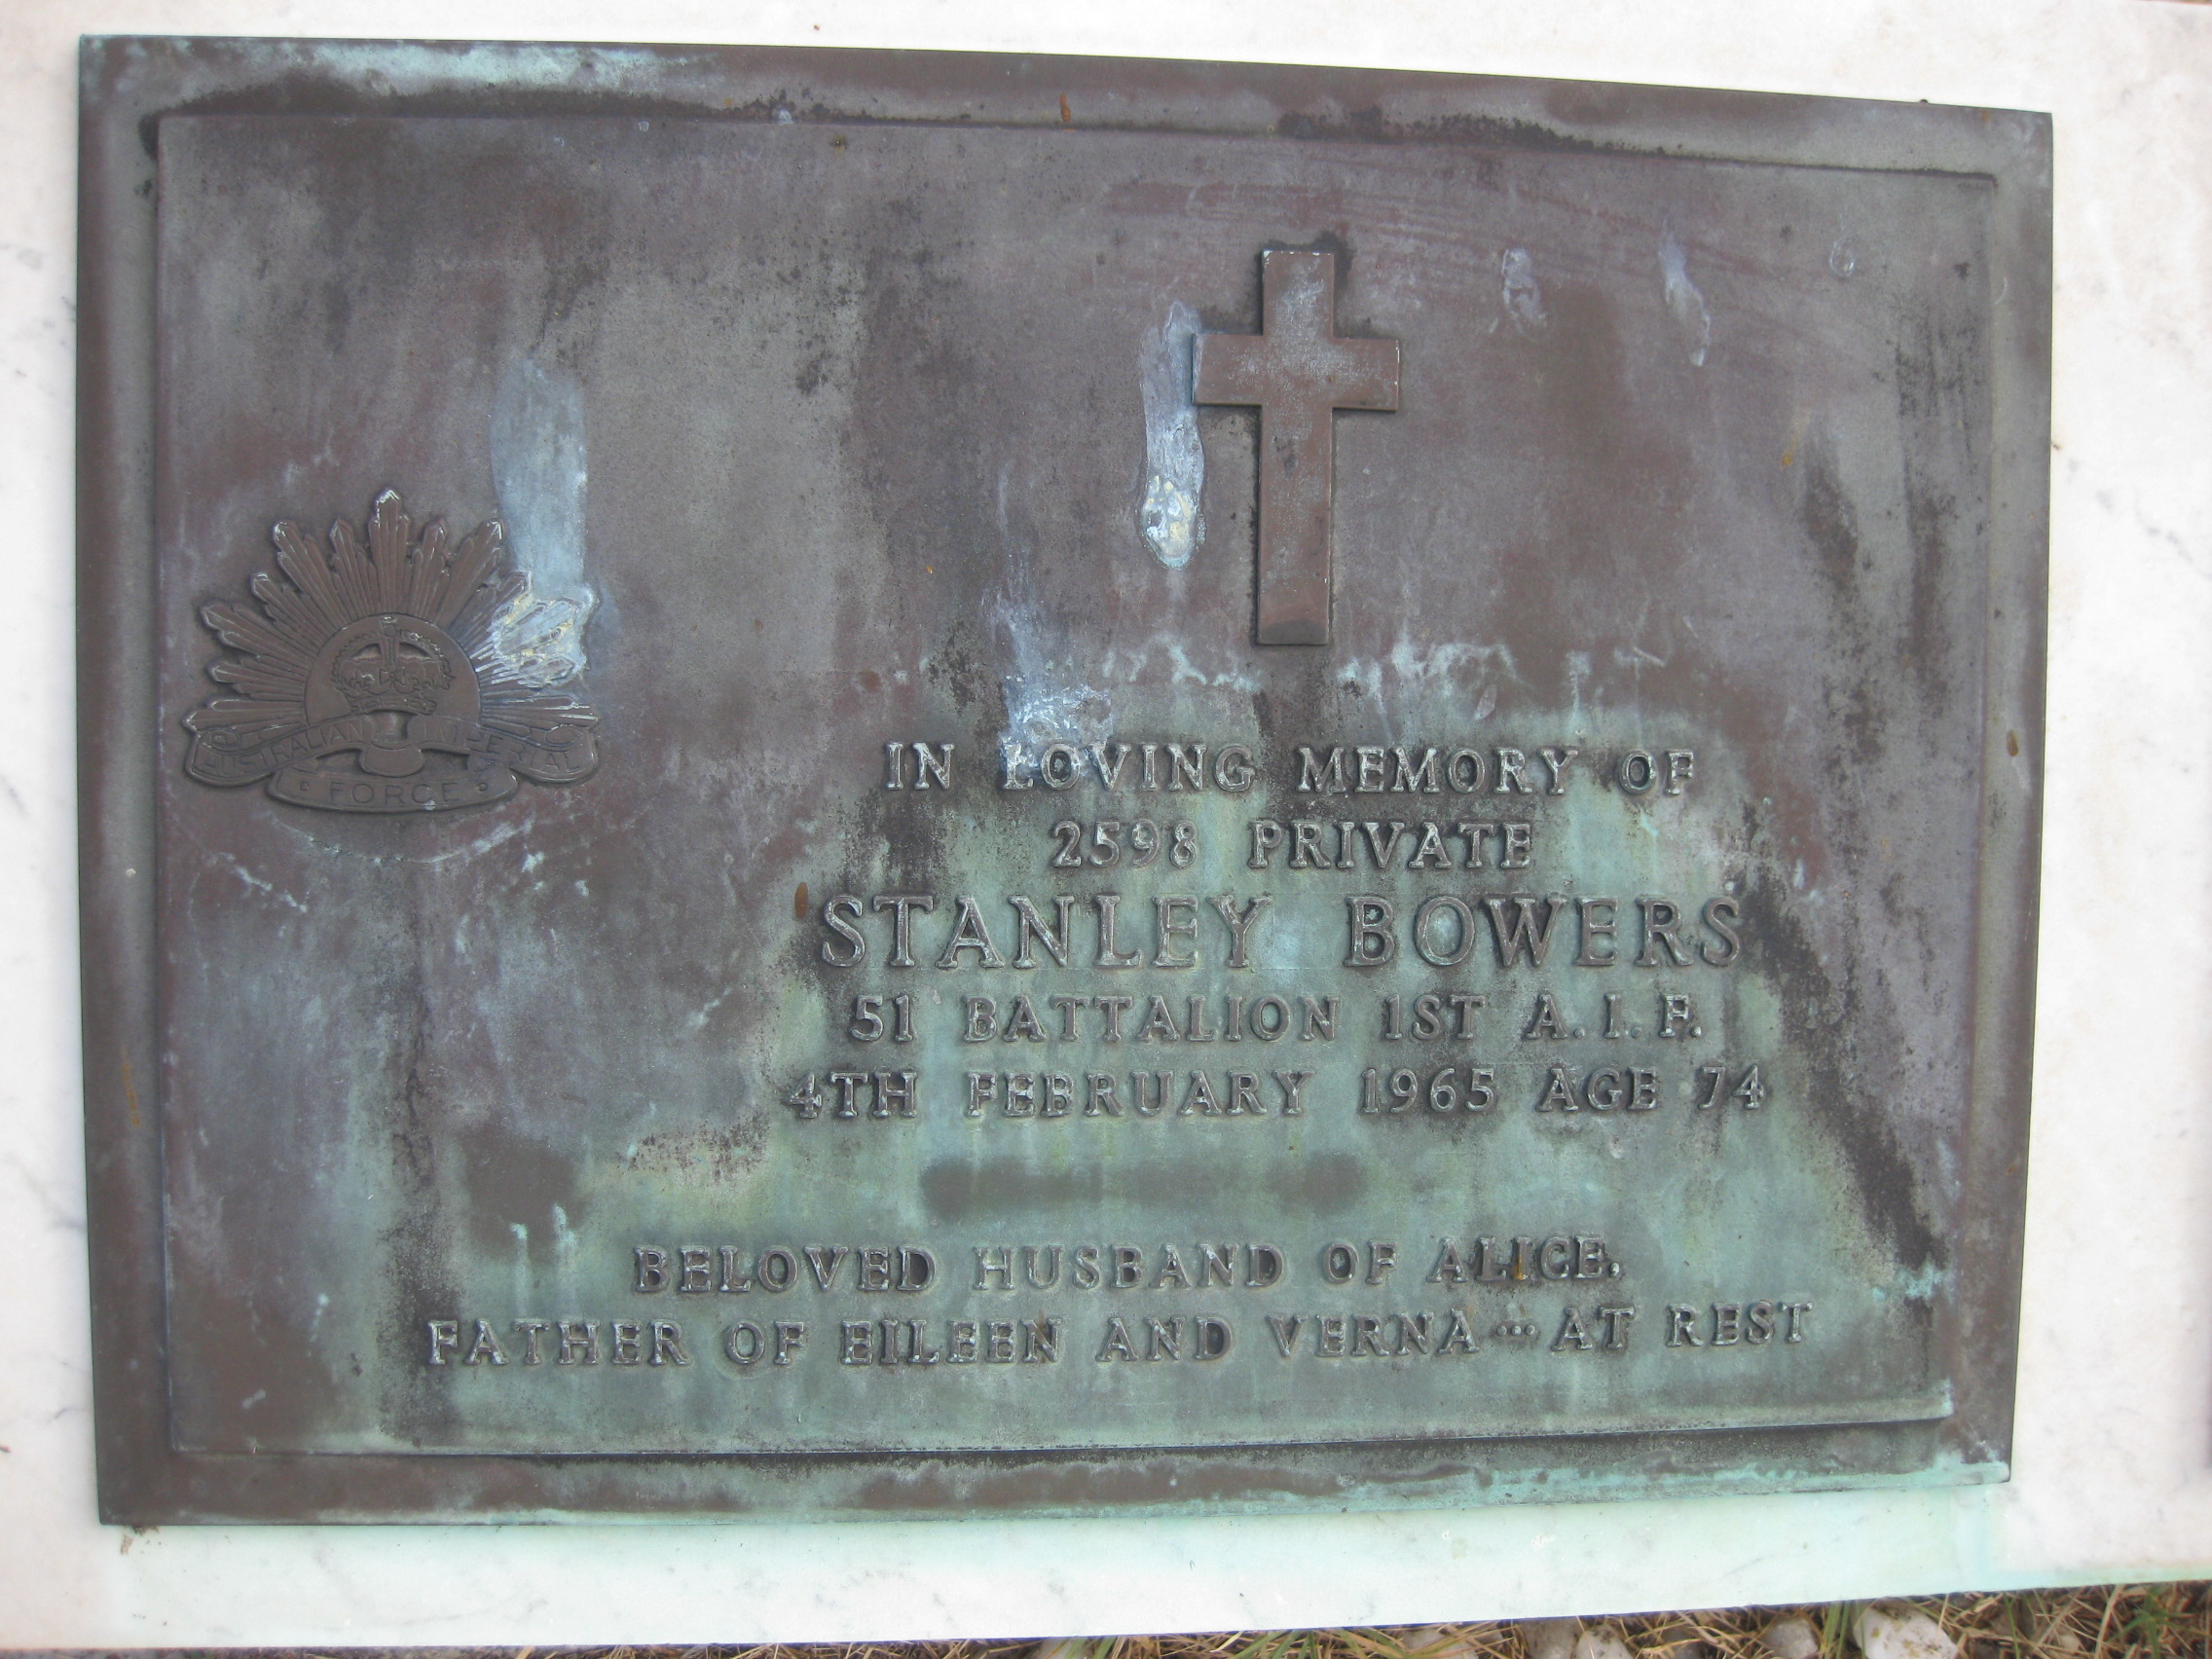 AUSTRALIAN IMPERIAL
FORCE
IN LOVING MEMORY OF
2598 PRIVATE
STANLEY BOWERS
51 BATTALION 1ST A.I.F.
4TH FEBRUARY 1965 AGE 74
BELOVED HUSBAND OF ALICE.
FATHER OF EILEEN AND VERNA ··· AT REST